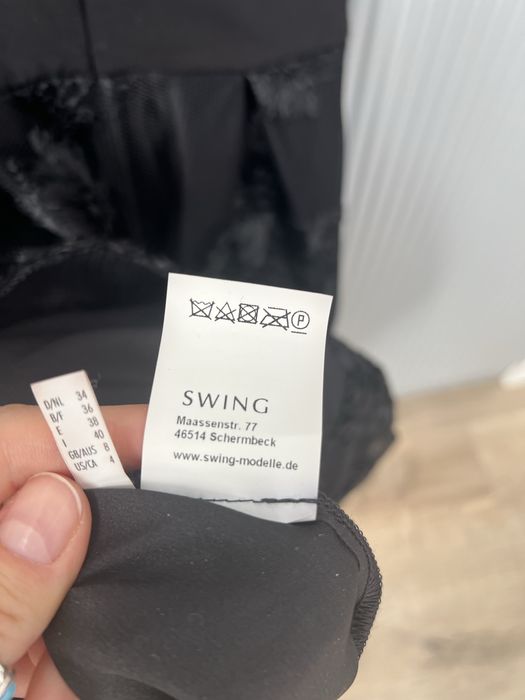 D/NL 34
B/F 36
E 38
I 40
GB/AUS 8
US/CA 4
P
SWING
Maassenstr. 77
46514 Schermbeck
www.swing-modelle.de